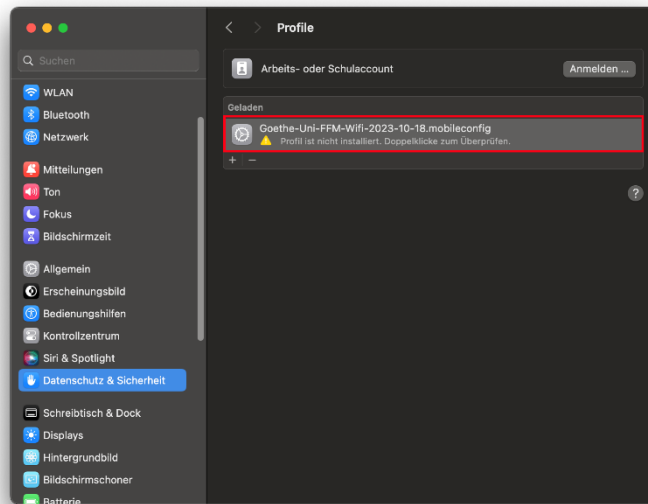 Profile
Suchen
WLAN
Bluetooth
Netzwerk
Mitteilungen
Ton
Fokus
Bildschirmzeit
Allgemein
Erscheinungsbild
Bedienungshilfen
Kontrollzentrum
Siri & Spotlight
Datenschutz & Sicherheit
Schreibtisch & Dock
Displays
Hintergrundbild
Bildschirmschoner
Batterie
Arbeits- oder Schulaccount
Anmelden ...
Geladen
Goethe-Uni-FFM-Wifi-2023-10-18.mobileconfig
Profil ist nicht installiert. Doppelklicke zum Überprüfen.
+ −
?